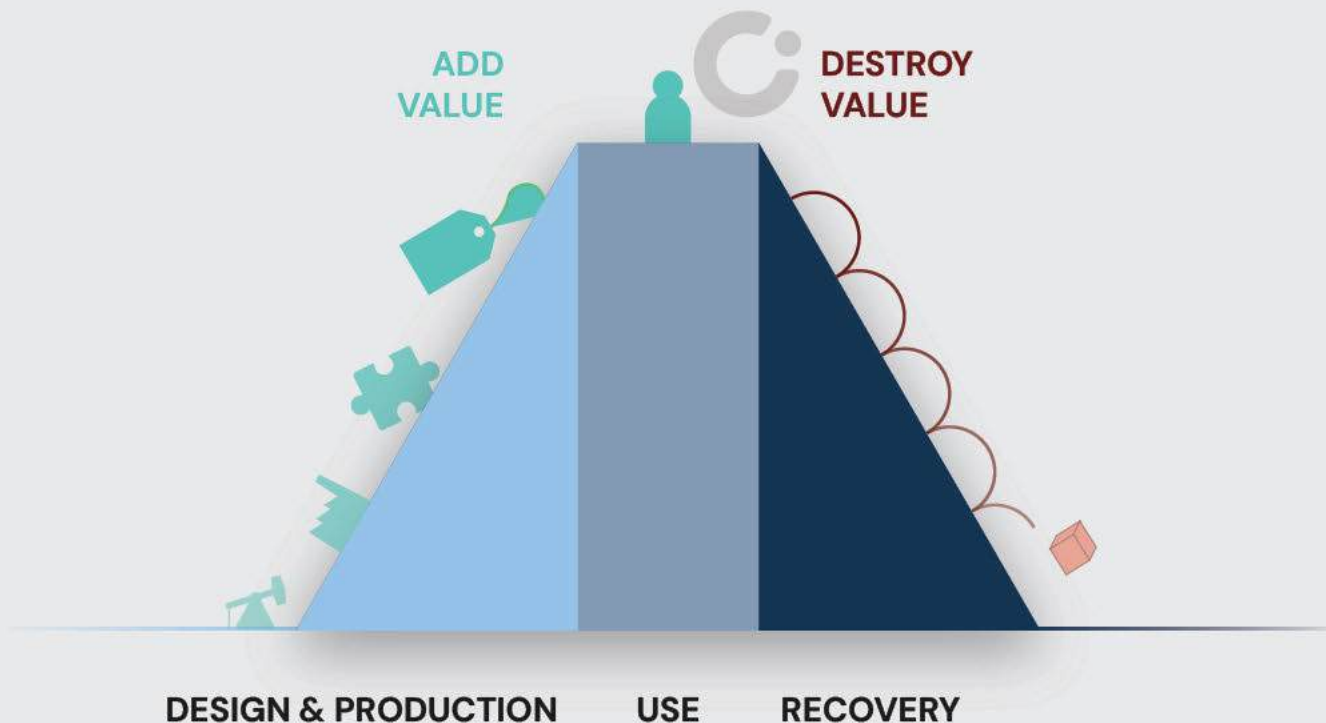 ADD
VALUE
DESTROY
VALUE
DESIGN & PRODUCTION
USE
RECOVERY